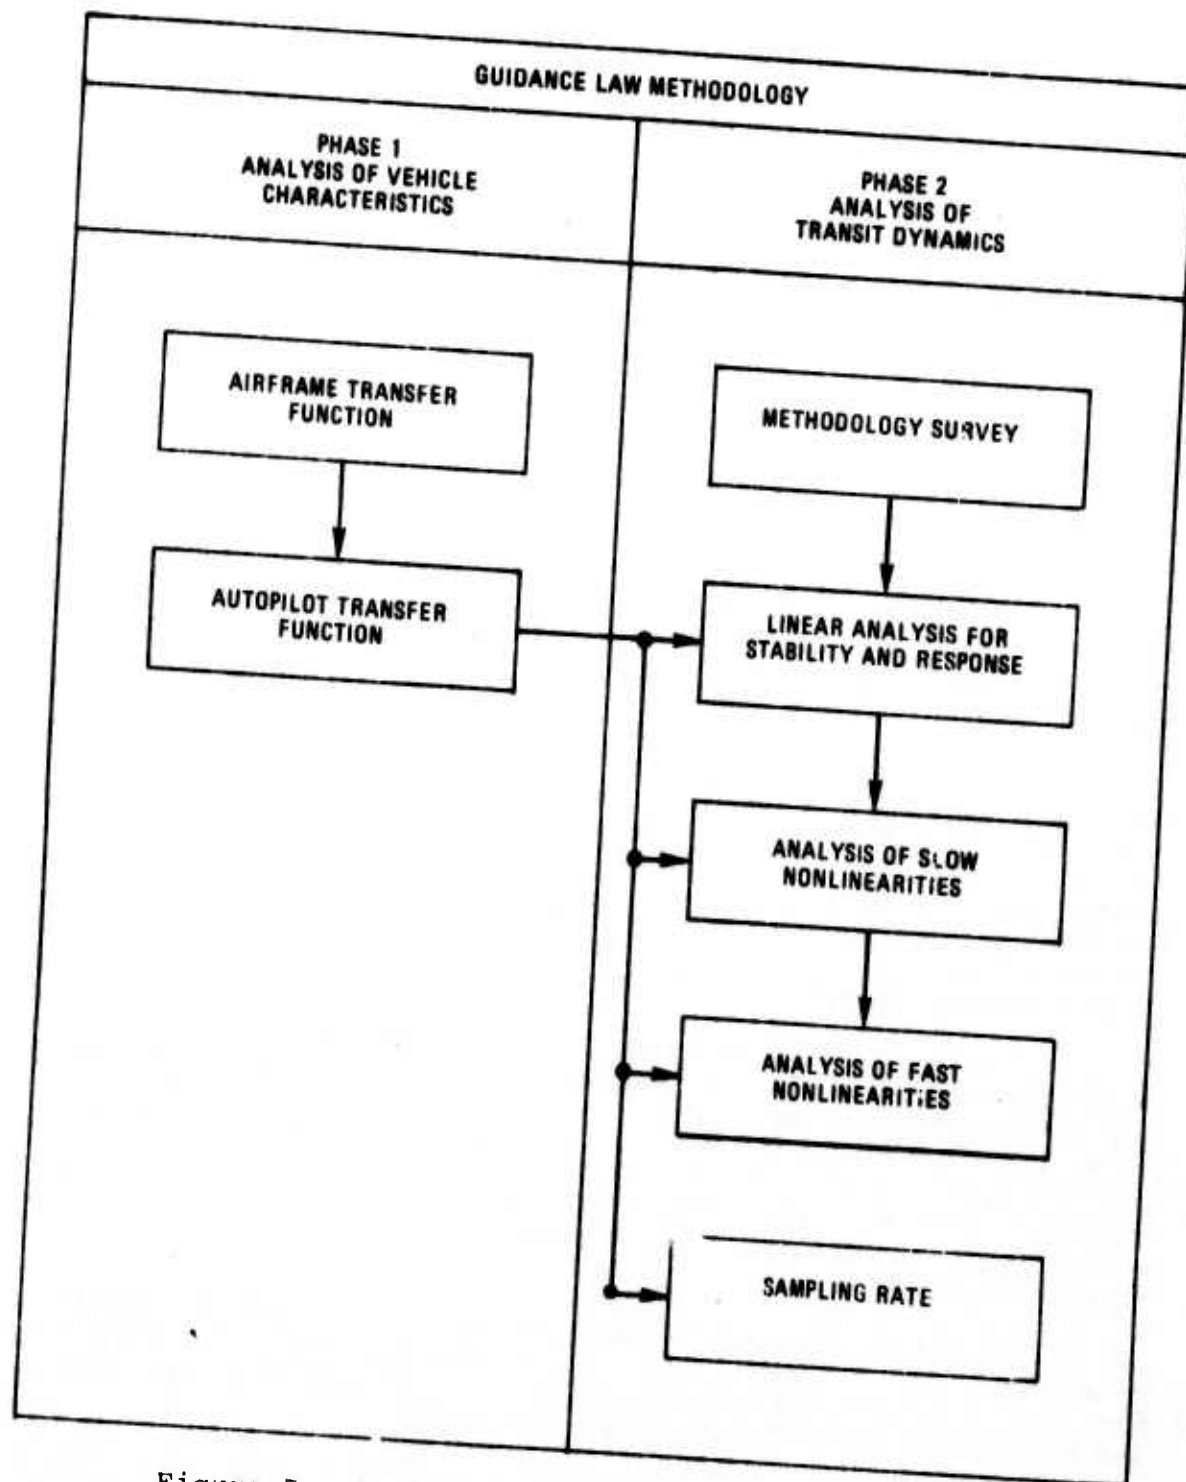 GUIDANCE LAW METHODOLOGY
PHASE 1
ANALYSIS OF VEHICLE
CHARACTERISTICS
PHASE 2
ANALYSIS OF
TRANSIT DYNAMICS
AIRFRAME TRANSFER
FUNCTION
AUTOPILOT TRANSFER
FUNCTION
METHODOLOGY SURVEY
LINEAR ANALYSIS FOR
STABILITY AND RESPONSE
ANALYSIS OF SLOW
NONLINEARITIES
ANALYSIS OF FAST
NONLINEARITIES
SAMPLING RATE
Figure